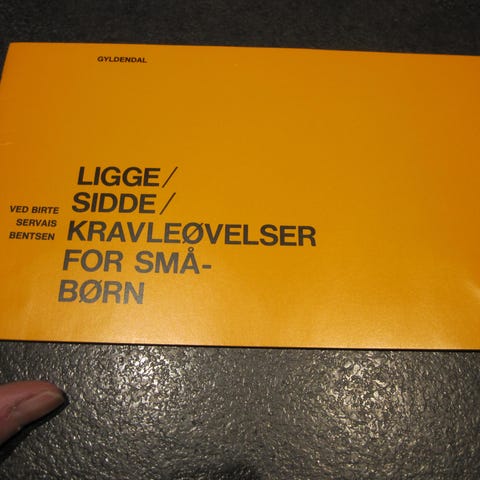 GYLDENDAL
LIGGE/
SIDDE/
KRAVLEØVELSER
FOR SMÅ-
BØRN
VED BIRTE
SERVAIS
BENTSEN